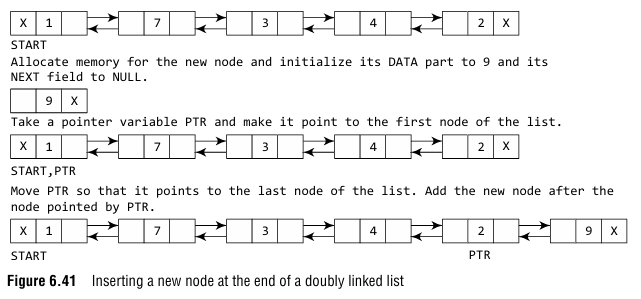 X 1 7 3 4 2 X
START
Allocate memory for the new node and initialize its DATA part to 9 and its
NEXT field to NULL.
9 X
Take a pointer variable PTR and make it point to the first node of the list.
X 1 7 3 4 2 X
START,PTR
Move PTR so that it points to the last node of the list. Add the new node after the
node pointed by PTR.
X 1 7 3 4 2 9 X
START PTR
Figure 6.41 Inserting a new node at the end of a doubly linked list